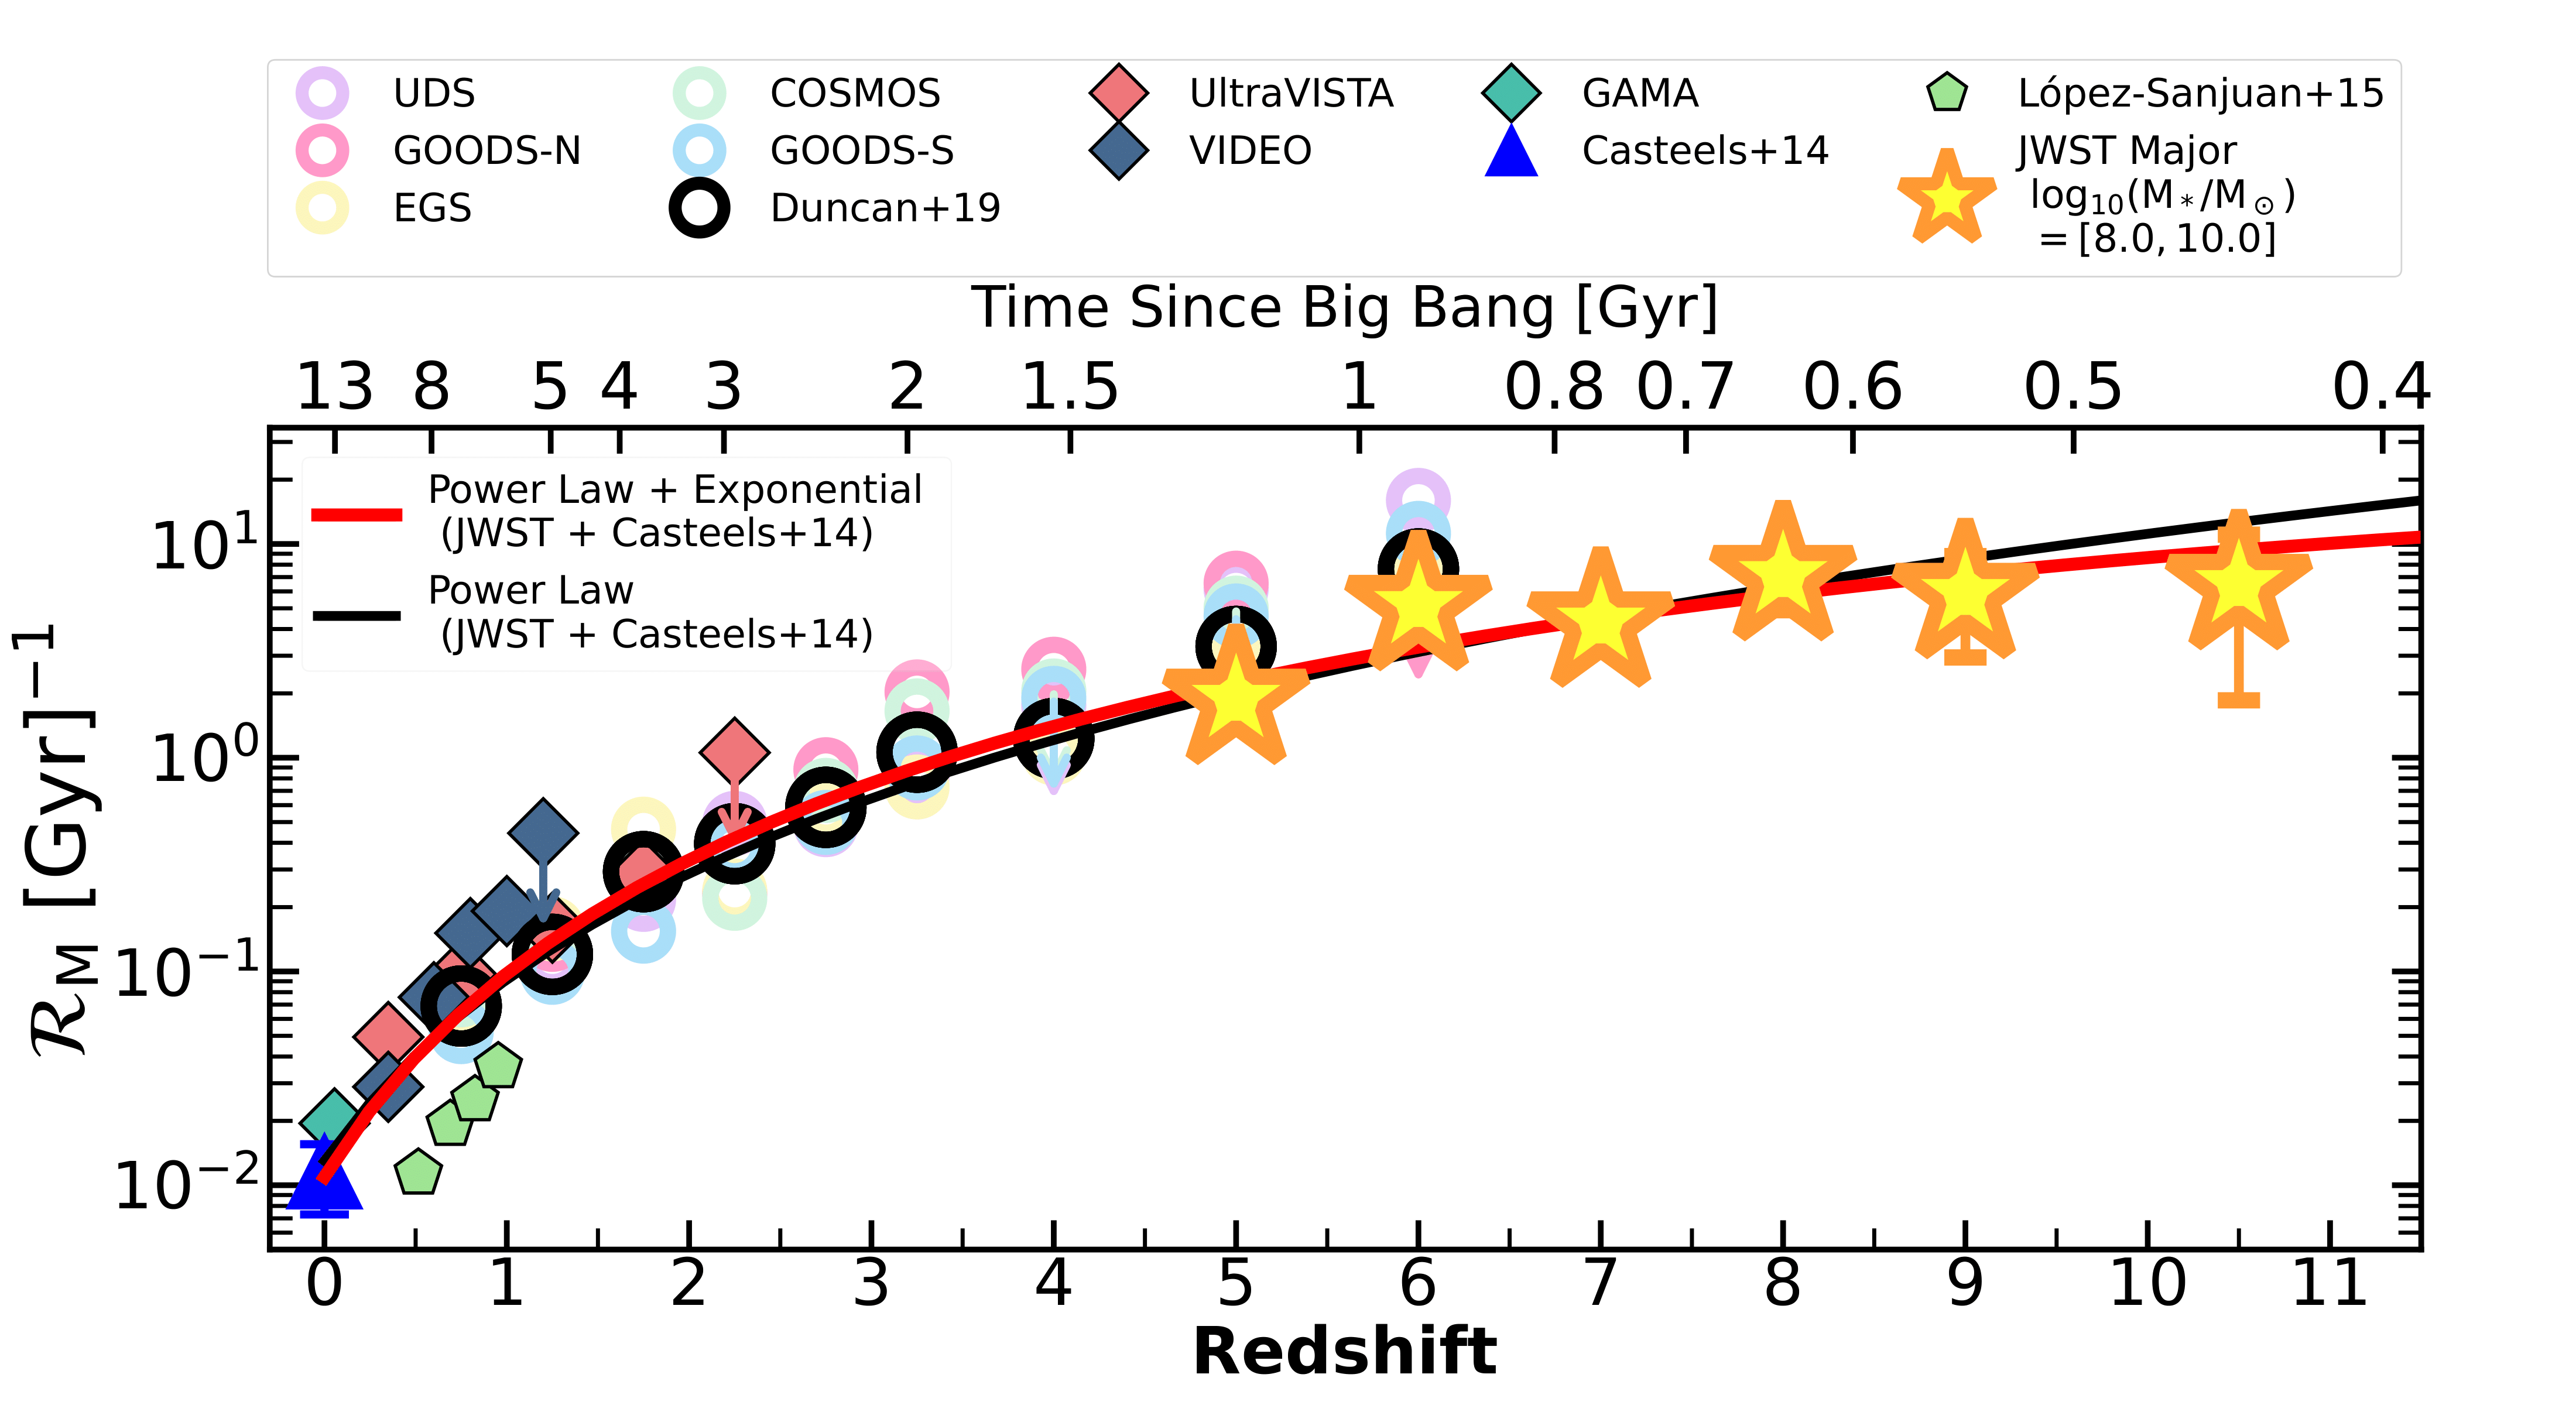 UDS
GOODS-N
EGS
COSMOS
GOODS-S
Duncan+19
UltraVISTA
VIDEO
GAMA
Casteels+14
López-Sanjuan+15
JWST Major
log₁₀(M*/M☉)
= [8.0, 10.0]
Time Since Big Bang [Gyr]
13 8 5 4 3 2 1.5 1 0.8 0.7 0.6 0.5 0.4
Power Law + Exponential
(JWST + Casteels+14)
Power Law
(JWST + Casteels+14)
ℛ_M [Gyr]⁻¹
10¹
10⁰
10⁻¹
10⁻²
0 1 2 3 4 5 6 7 8 9 10 11
Redshift